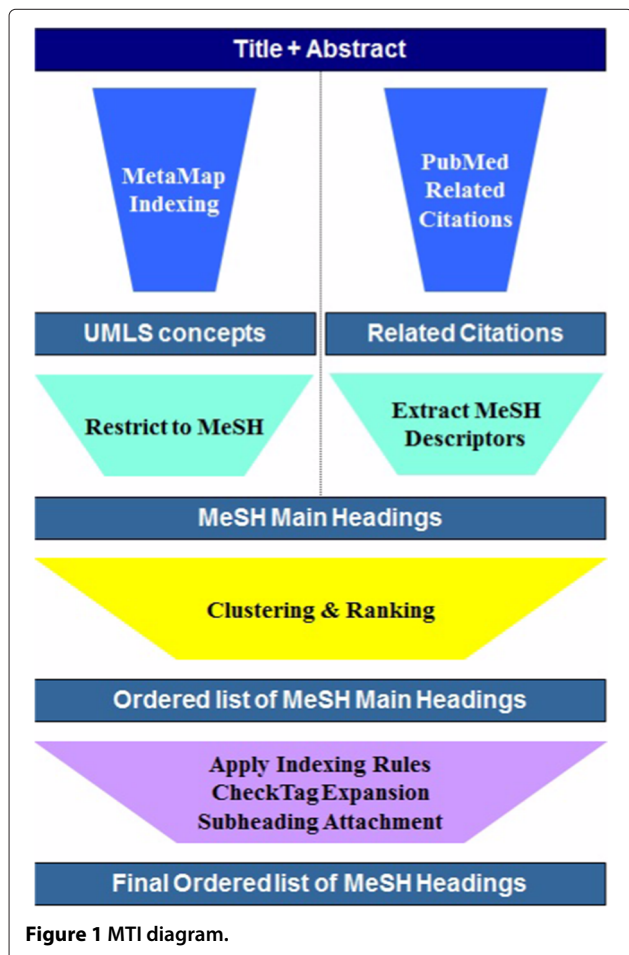 Title + Abstract
MetaMap
Indexing
PubMed
Related
Citations
UMLS concepts
Related Citations
Restrict to MeSH
Extract MeSH
Descriptors
MeSH Main Headings
Clustering & Ranking
Ordered list of MeSH Main Headings
Apply Indexing Rules
CheckTag Expansion
Subheading Attachment
Final Ordered list of MeSH Headings
Figure 1 MTI diagram.